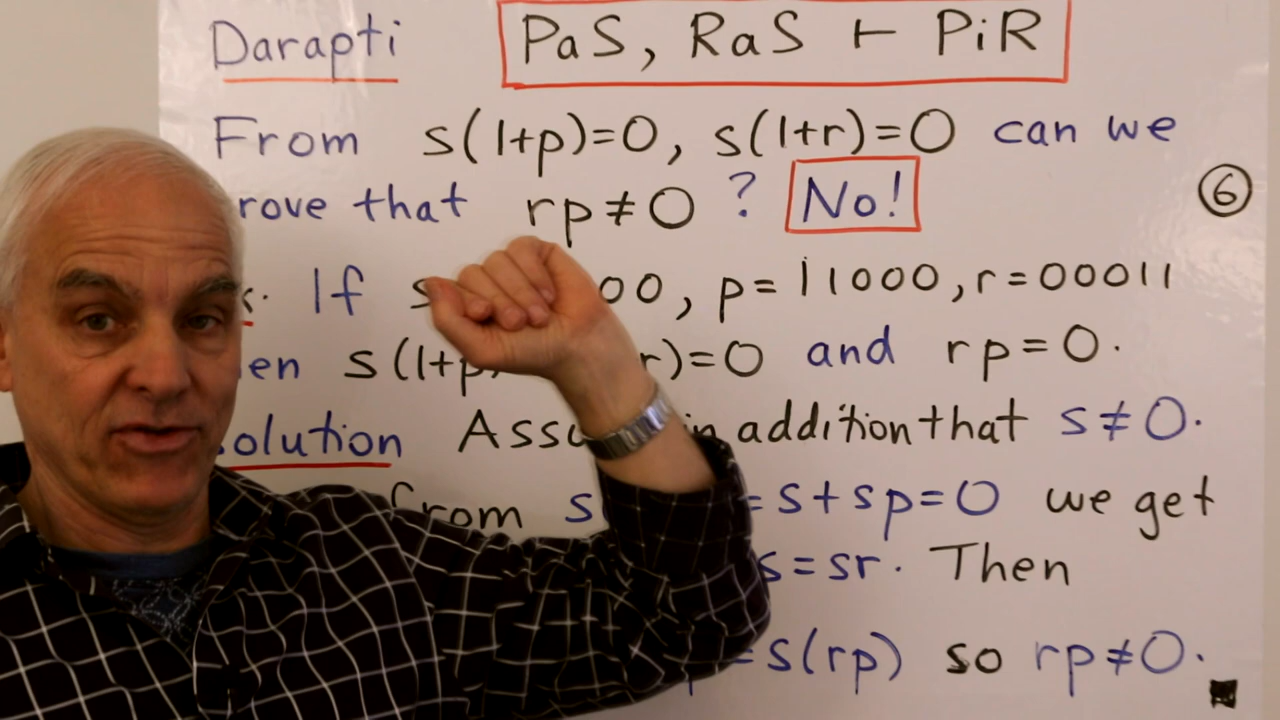 Darapti PaS, RaS ⊢ PiR
From s(1+p)=0, s(1+r)=0 can we
rove that rp≠0 ? No! ⑥
If s 00, p=11000, r=00011
en s(1+p r)=0 and rp=0.
olution Assu in addition that s≠0.
from s =s+sp=0 we get
s=sr. Then
=s(rp) so rp≠0.